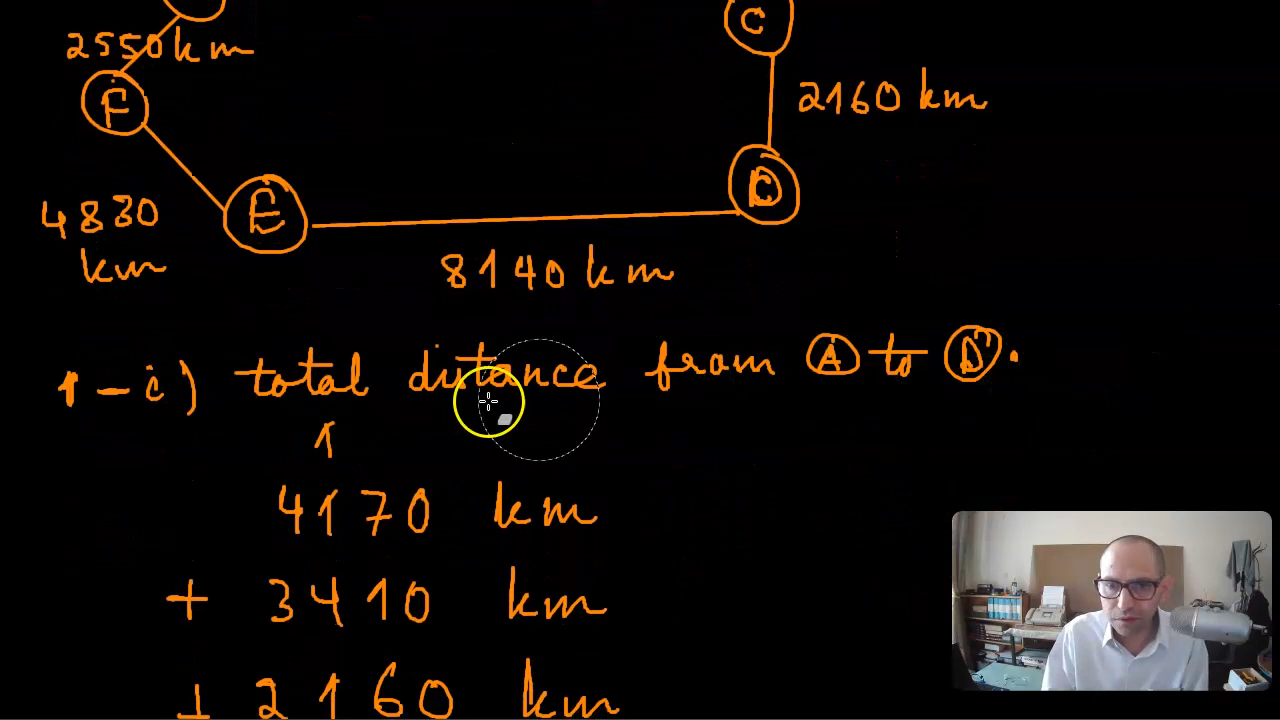 2550 km
C
F
2160 km
D
4830
km
E
8140 km
1-c) total distance from A to D.
1
4170 km
+ 3410 km
+ 2160 km